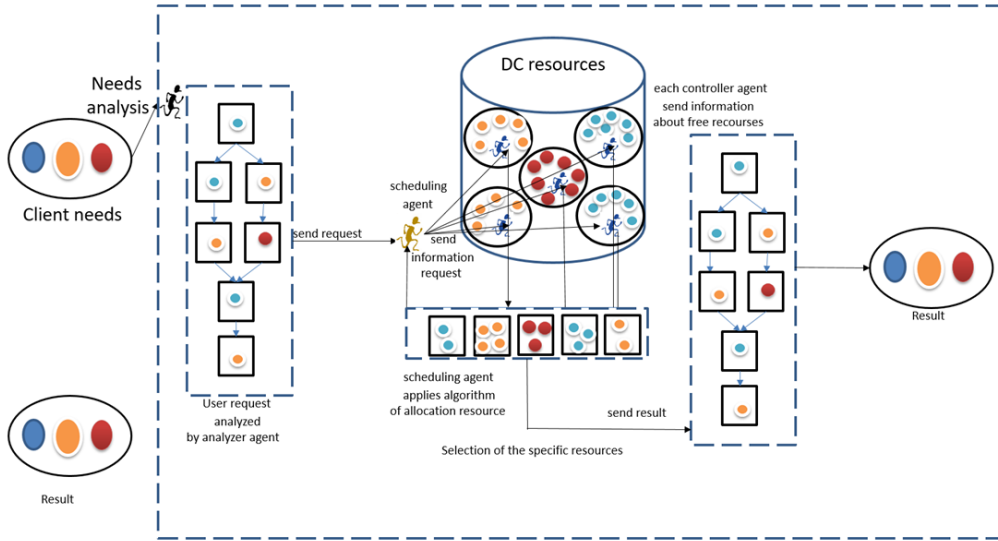 Needs
analysis
Client needs
DC resources
each controller agent
send information
about free recourses
scheduling
agent
send request
send
information
request
User request
analyzed
by analyzer agent
scheduling agent
applies algorithm
of allocation resource
send result
Selection of the specific resources
Result
Result